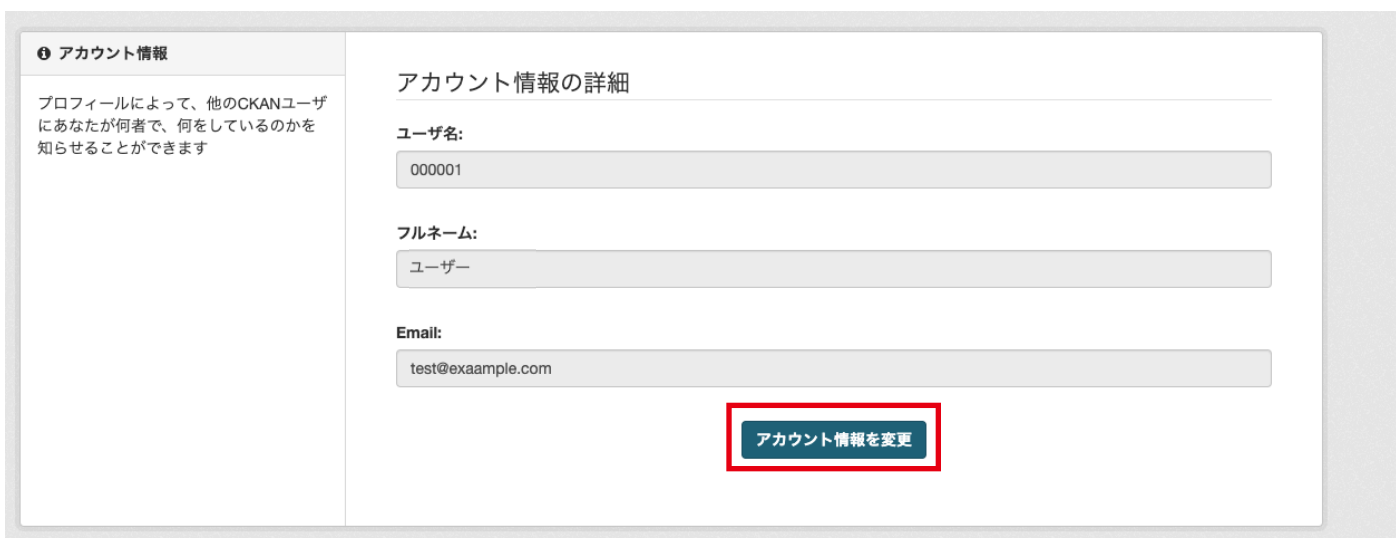 アカウント情報
プロフィールによって、他のCKANユーザ
にあなたが何者で、何をしているのかを
知らせることができます
アカウント情報の詳細
ユーザ名:
000001
フルネーム:
ユーザー
Email:
test@exaample.com
アカウント情報を変更